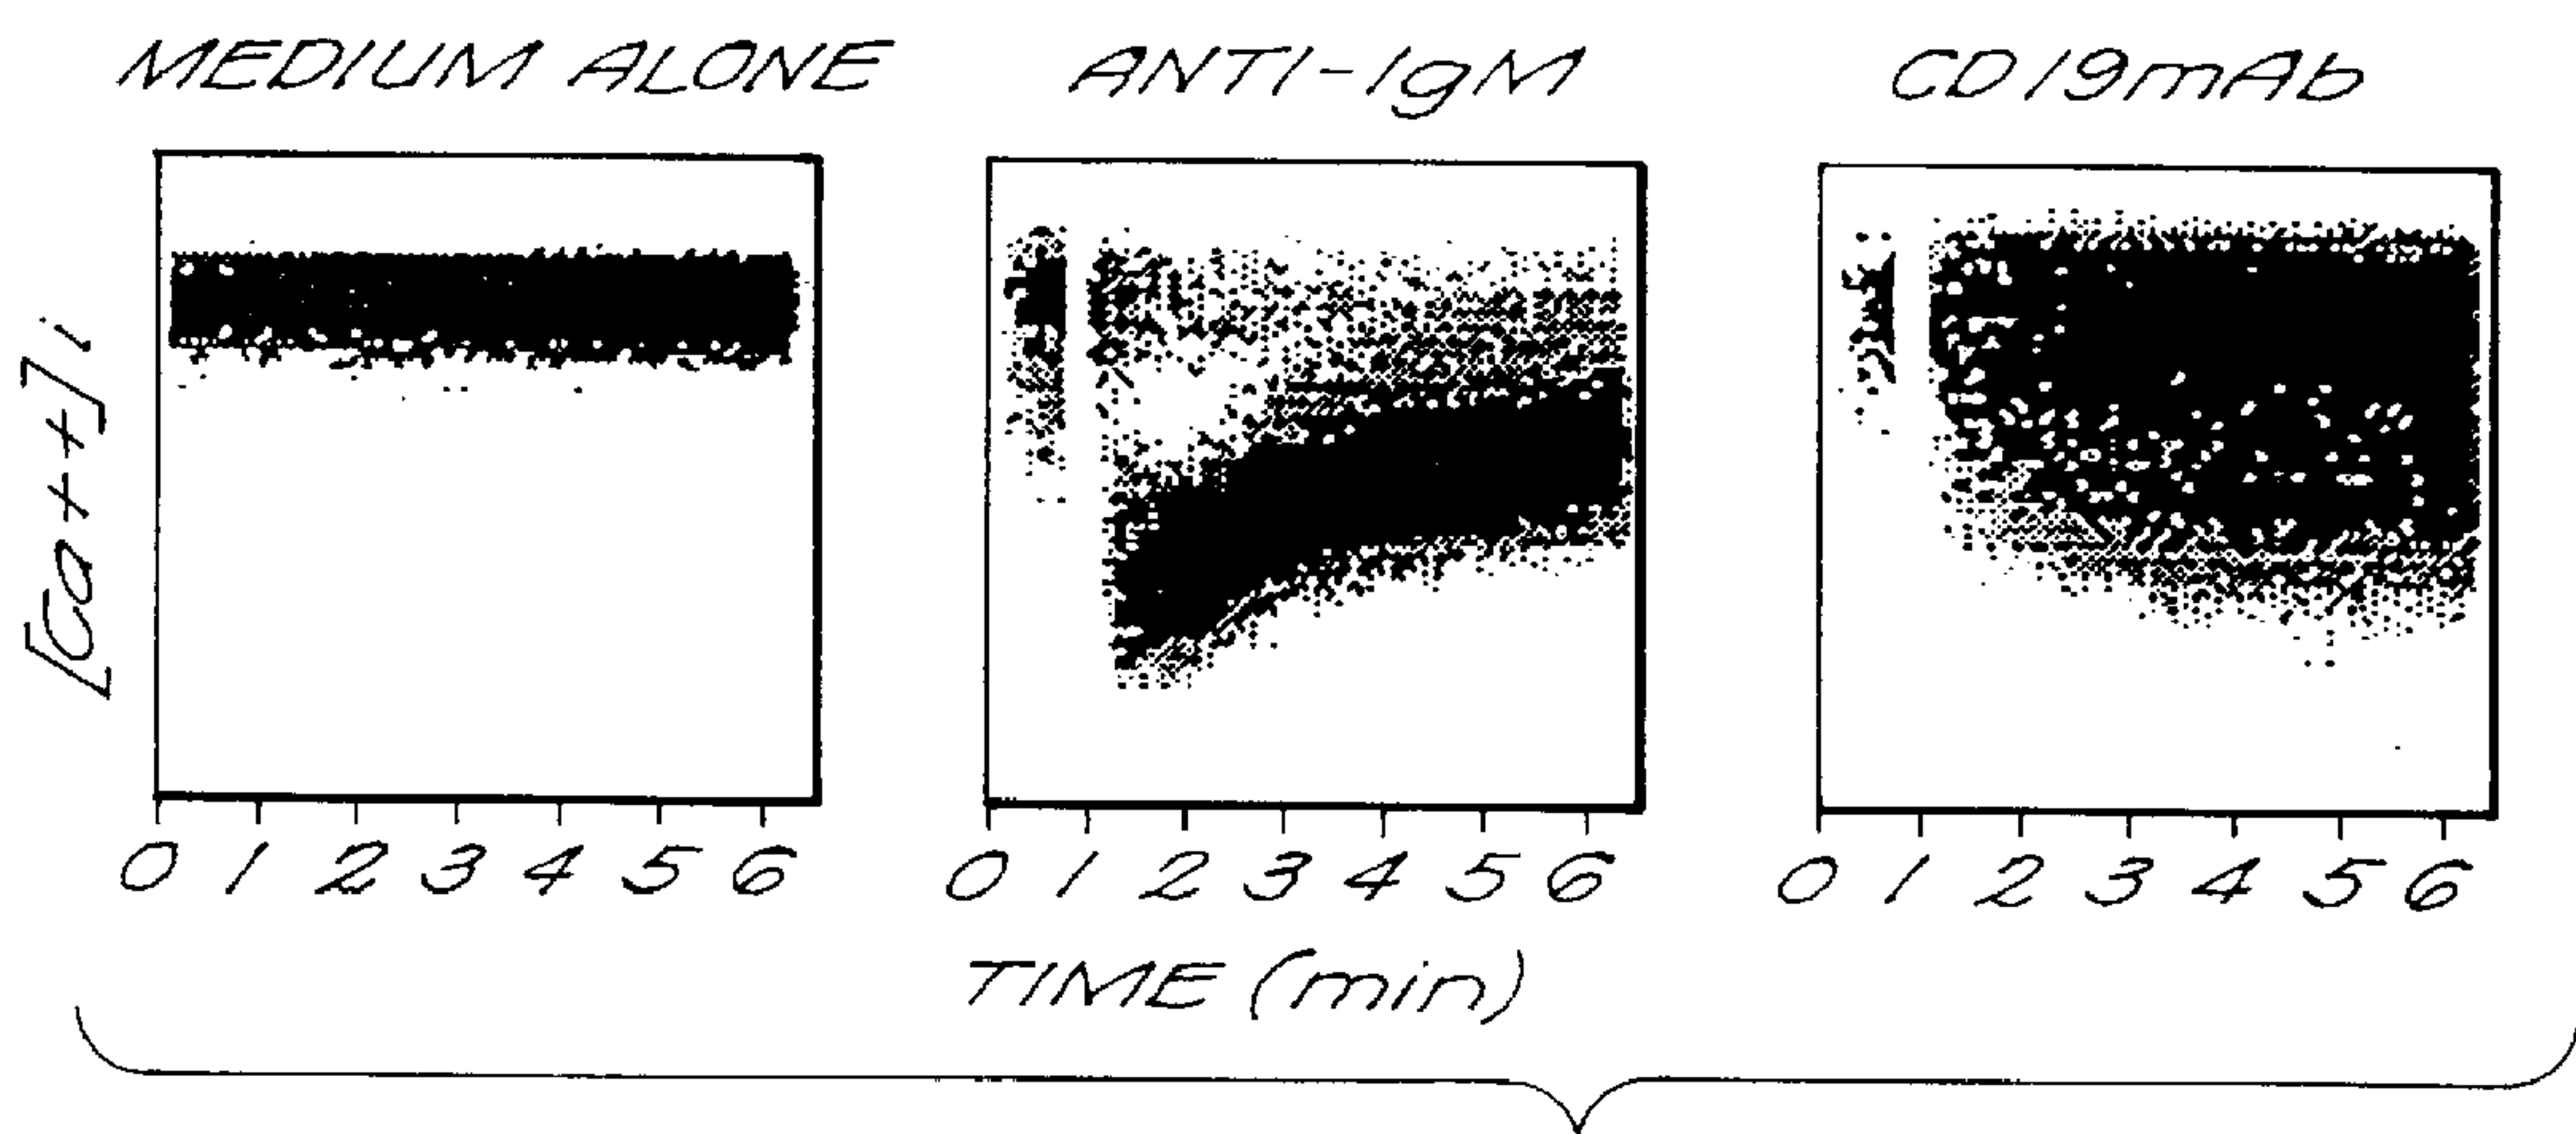 MEDIUM ALONE
ANTI-IgM
CD19mAb
[Ca++]i
0 1 2 3 4 5 6
0 1 2 3 4 5 6
0 1 2 3 4 5 6
TIME (min)